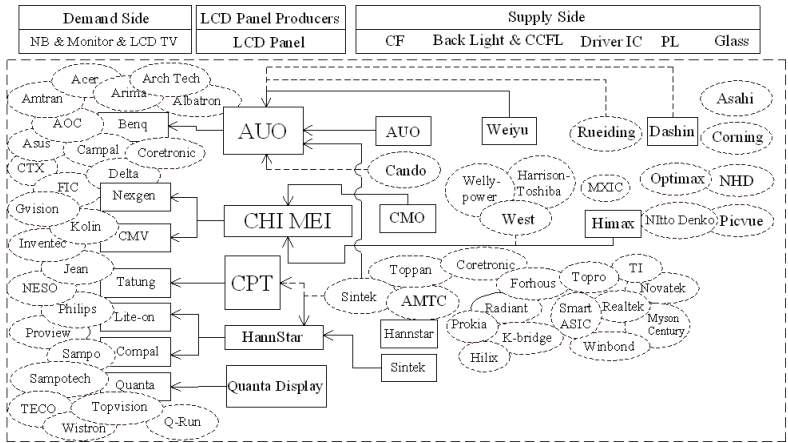 Demand Side
NB & Monitor & LCD TV
LCD Panel Producers
LCD Panel
Supply Side
CF Back Light & CCFL Driver IC PL Glass
Acer
Arch Tech
Amtran
Arima
Albatron
AOC
Benq
Asus
Campal
Coretronic
CTX
Delta
FIC
Nexgen
Gvision
Kolin
CMV
Inventec
Jean
Tatung
NESO
Philips
Lite-on
Proview
Sampo
Compal
Sampotech
Quanta
TECO
Topvision
Wistron
Q-Run
AUO
CHI MEI
CPT
HannStar
Quanta Display
AUO
Cando
CMO
Sintek
Toppan
AMTC
Hannstar
Sintek
Weiyu
Welly-
power
Harrison-
Toshiba
West
Coretronic
Forhous
Radiant
Prokia
K-bridge
Hilix
Rueiding
MXIC
Himax
Topro
TI
Novatek
Smart
ASIC
Realtek
Myson
Century
Winbond
Dashin
Optimax
NItto Denko
Asahi
Corning
NHD
Picvue